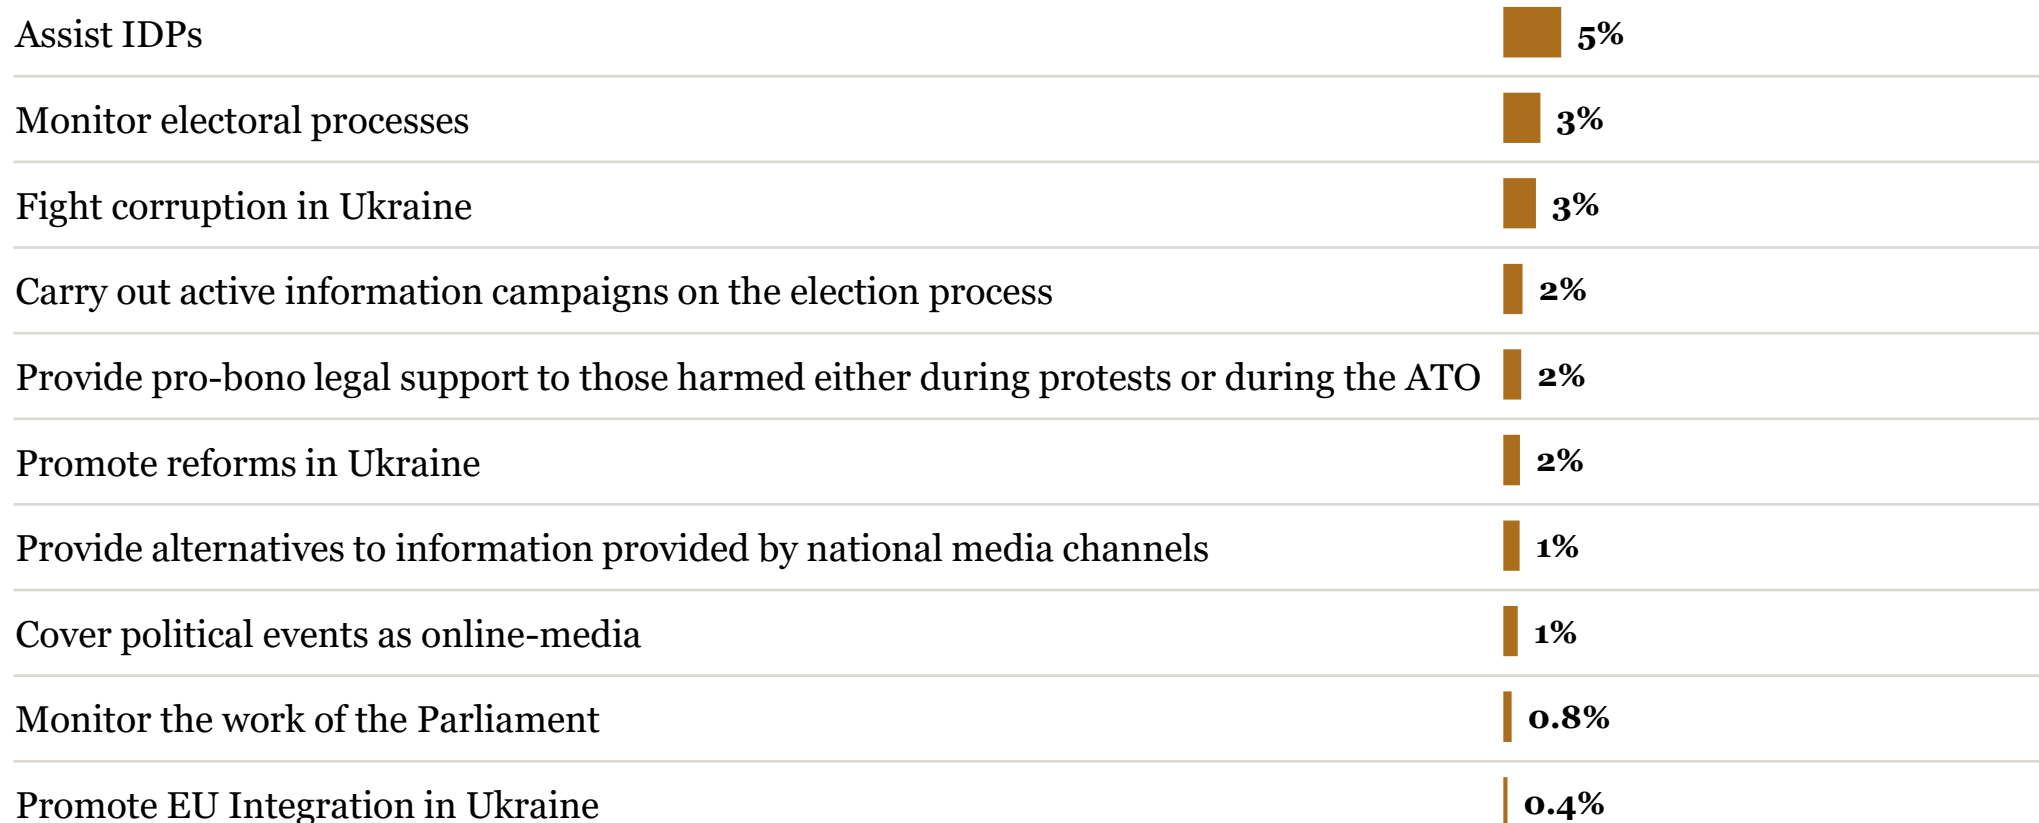 Assist IDPs 5%
Monitor electoral processes 3%
Fight corruption in Ukraine 3%
Carry out active information campaigns on the election process 2%
Provide pro-bono legal support to those harmed either during protests or during the ATO 2%
Promote reforms in Ukraine 2%
Provide alternatives to information provided by national media channels 1%
Cover political events as online-media 1%
Monitor the work of the Parliament 0.8%
Promote EU Integration in Ukraine 0.4%